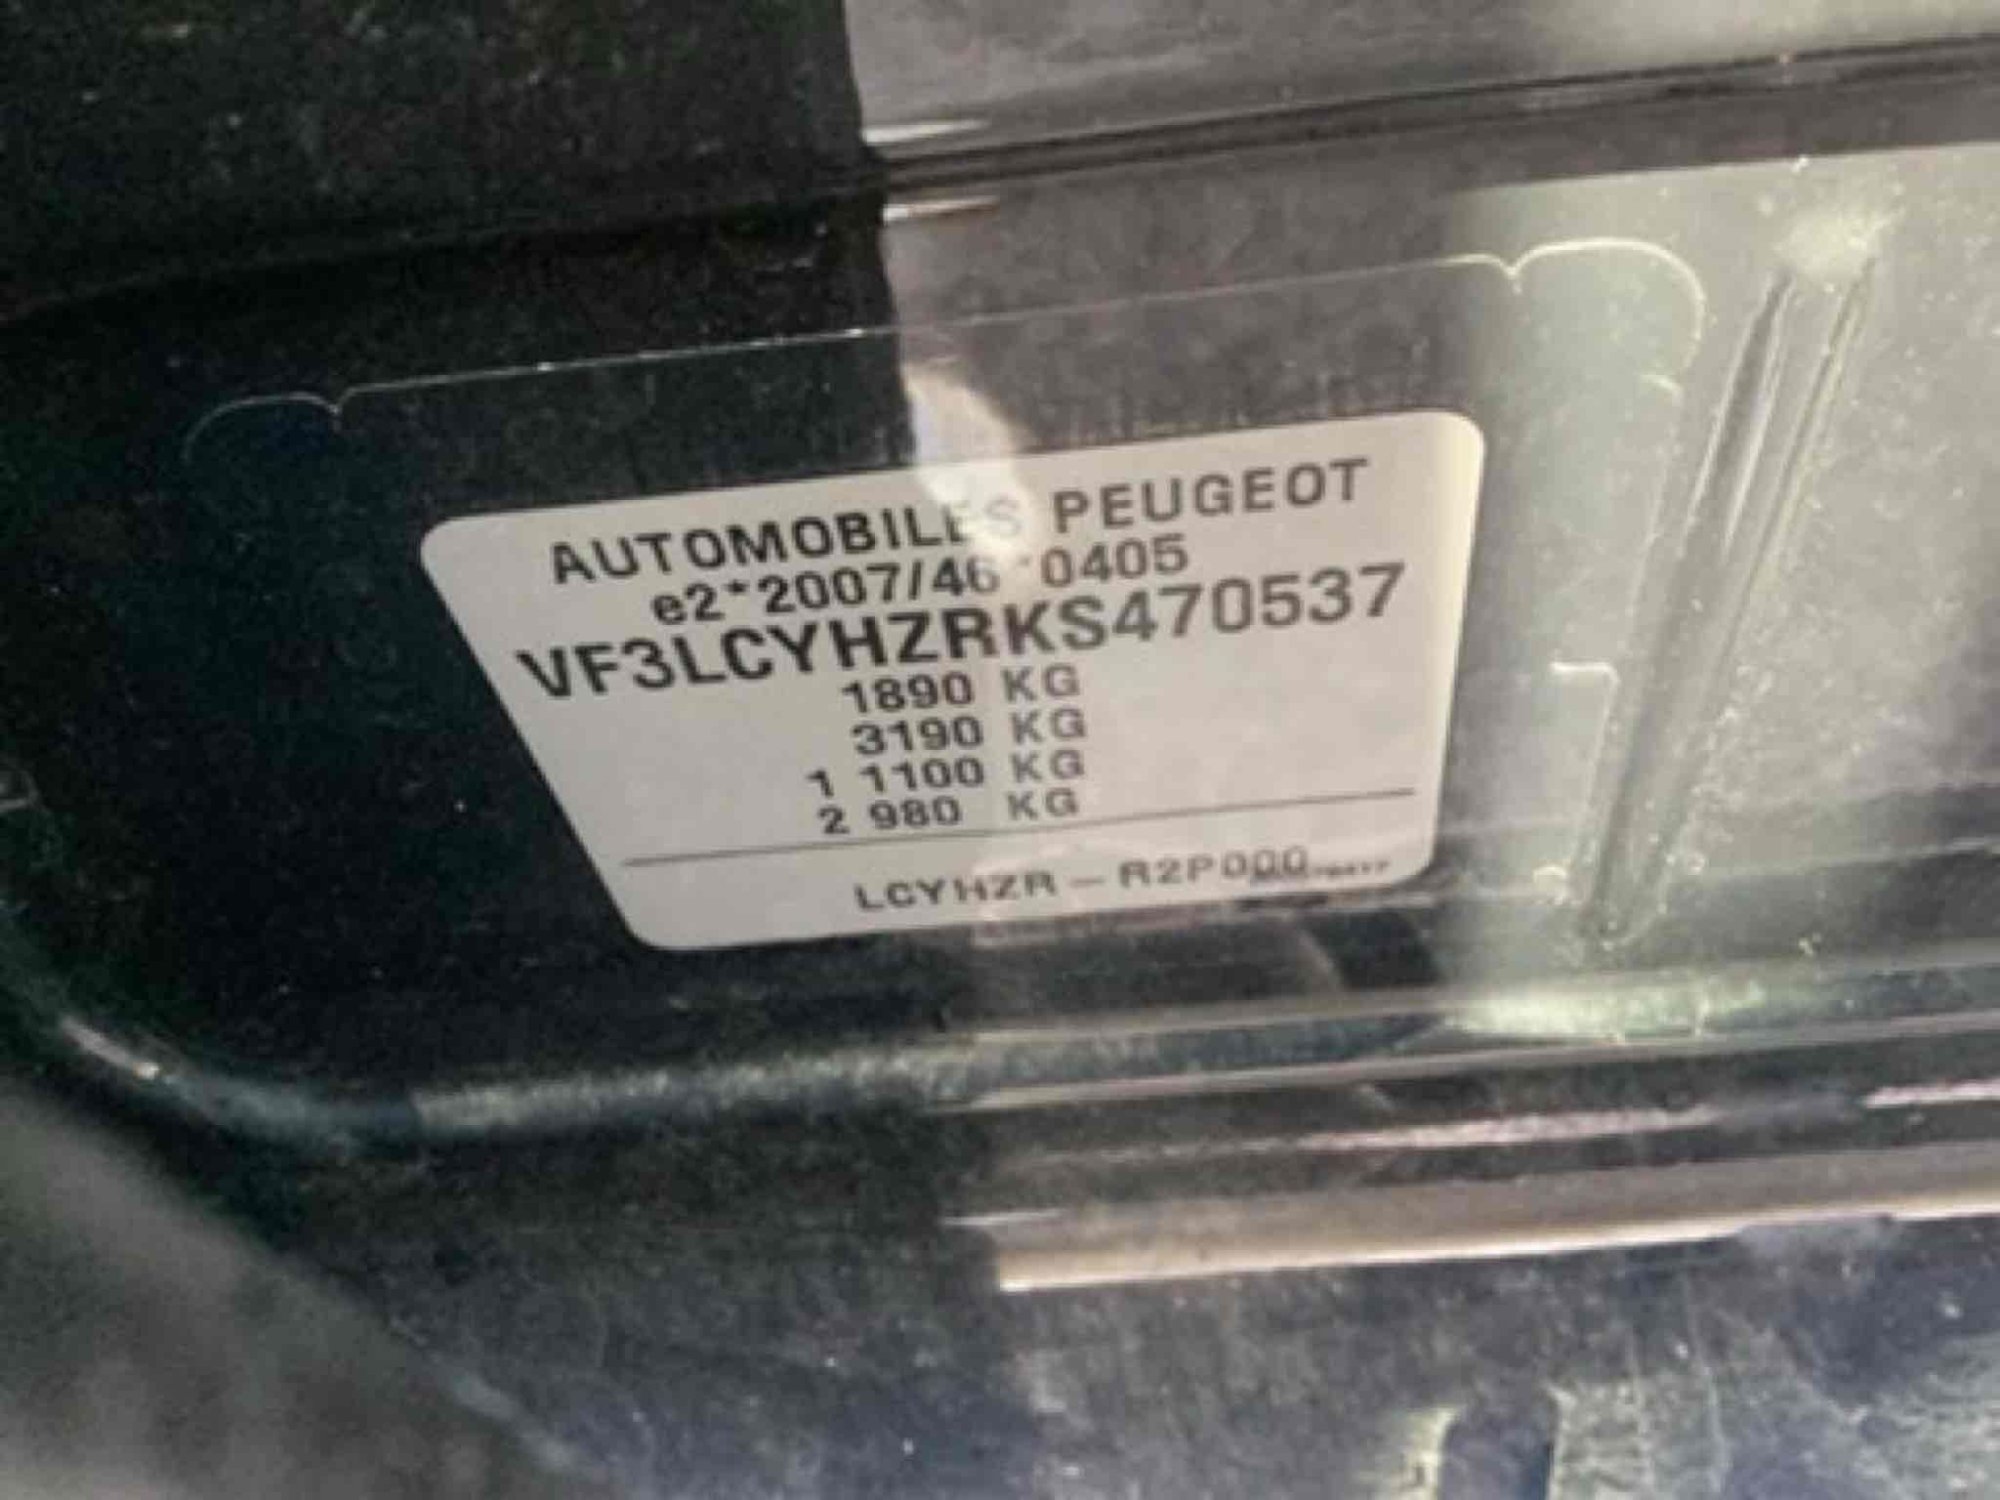 AUTOMOBILES PEUGEOT
e2*2007/46*0405
VF3LCYHZRKS470537
1890 KG
3190 KG
1 1100 KG
2 980 KG
LCYHZR – R2P000